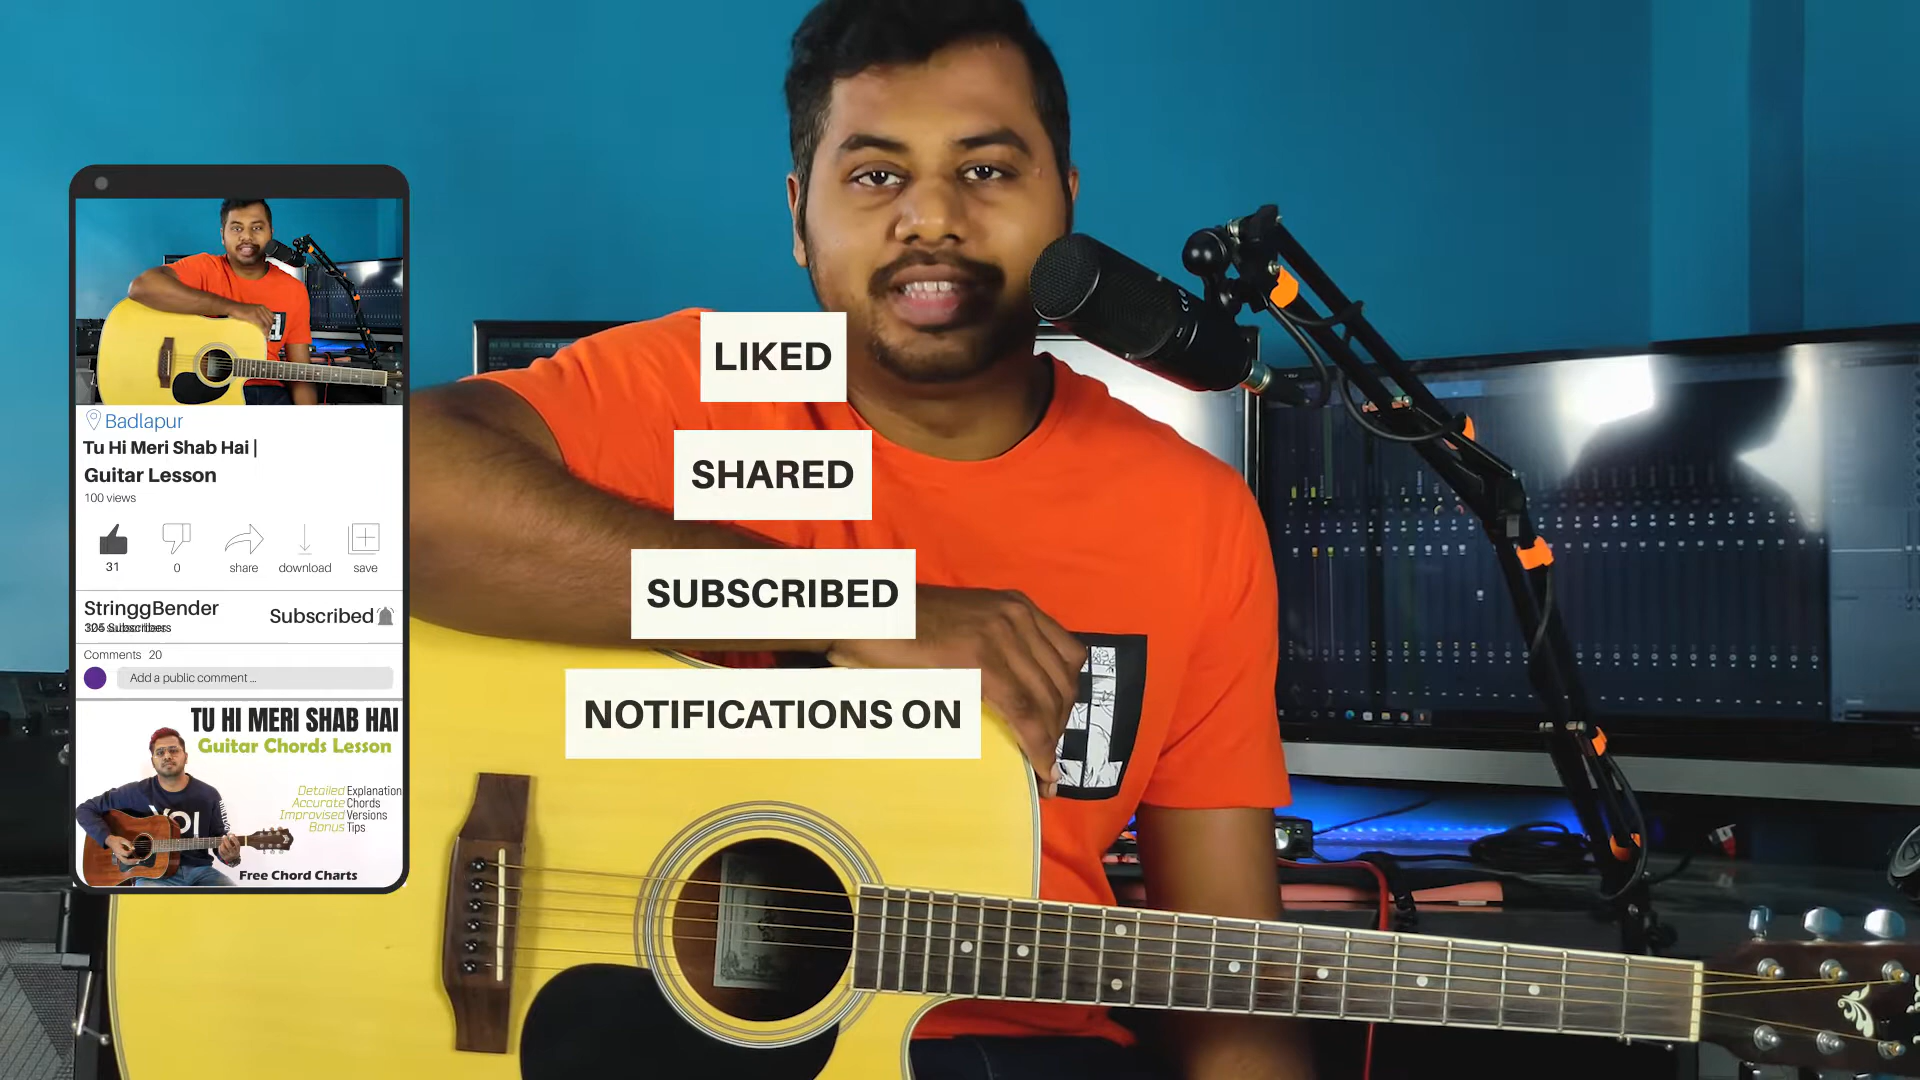 Badlapur
Tu Hi Meri Shab Hai |
Guitar Lesson
100 views
31
0
share
download
save
StringgBender
Subscribed
Subscribers
Comments 20
Add a public comment ...
TU HI MERI SHAB HAI
Guitar Chords Lesson
Detailed Explanation
Accurate Chords
Improvised Versions
Bonus Tips
Free Chord Charts
LIKED
SHARED
SUBSCRIBED
NOTIFICATIONS ON